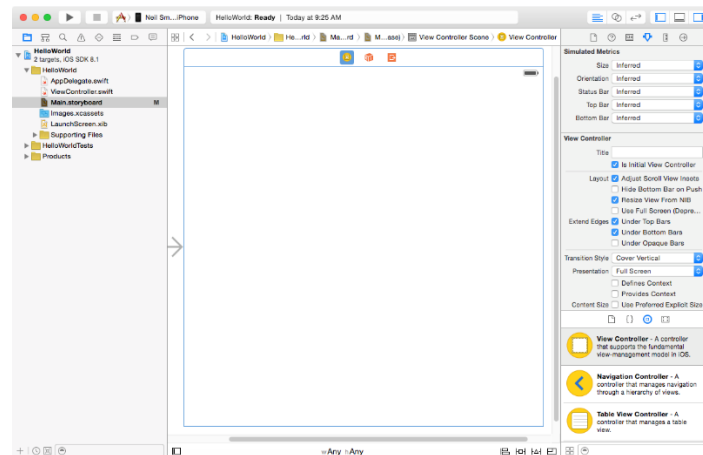 Neil Sm...iPhone
HelloWorld: Ready | Today at 9:25 AM
HelloWorld
He...rld
Ma...rd
M...ase)
View Controller Scene
View Controller
HelloWorld
2 targets, iOS SDK 8.1
HelloWorld
AppDelegate.swift
ViewController.swift
Main.storyboard M
Images.xcassets
LaunchScreen.xib
Supporting Files
HelloWorldTests
Products
wAny hAny
Simulated Metrics
Size Inferred
Orientation Inferred
Status Bar Inferred
Top Bar Inferred
Bottom Bar Inferred
View Controller
Title
Is Initial View Controller
Layout Adjust Scroll View Insets
Hide Bottom Bar on Push
Resize View From NIB
Use Full Screen (Depre...
Extend Edges Under Top Bars
Under Bottom Bars
Under Opaque Bars
Transition Style Cover Vertical
Presentation Full Screen
Defines Context
Provides Context
Content Size Use Preferred Explicit Size
View Controller - A controller
that supports the fundamental
view-management model in iOS.
Navigation Controller - A
controller that manages navigation
through a hierarchy of views.
Table View Controller - A
controller that manages a table
view.